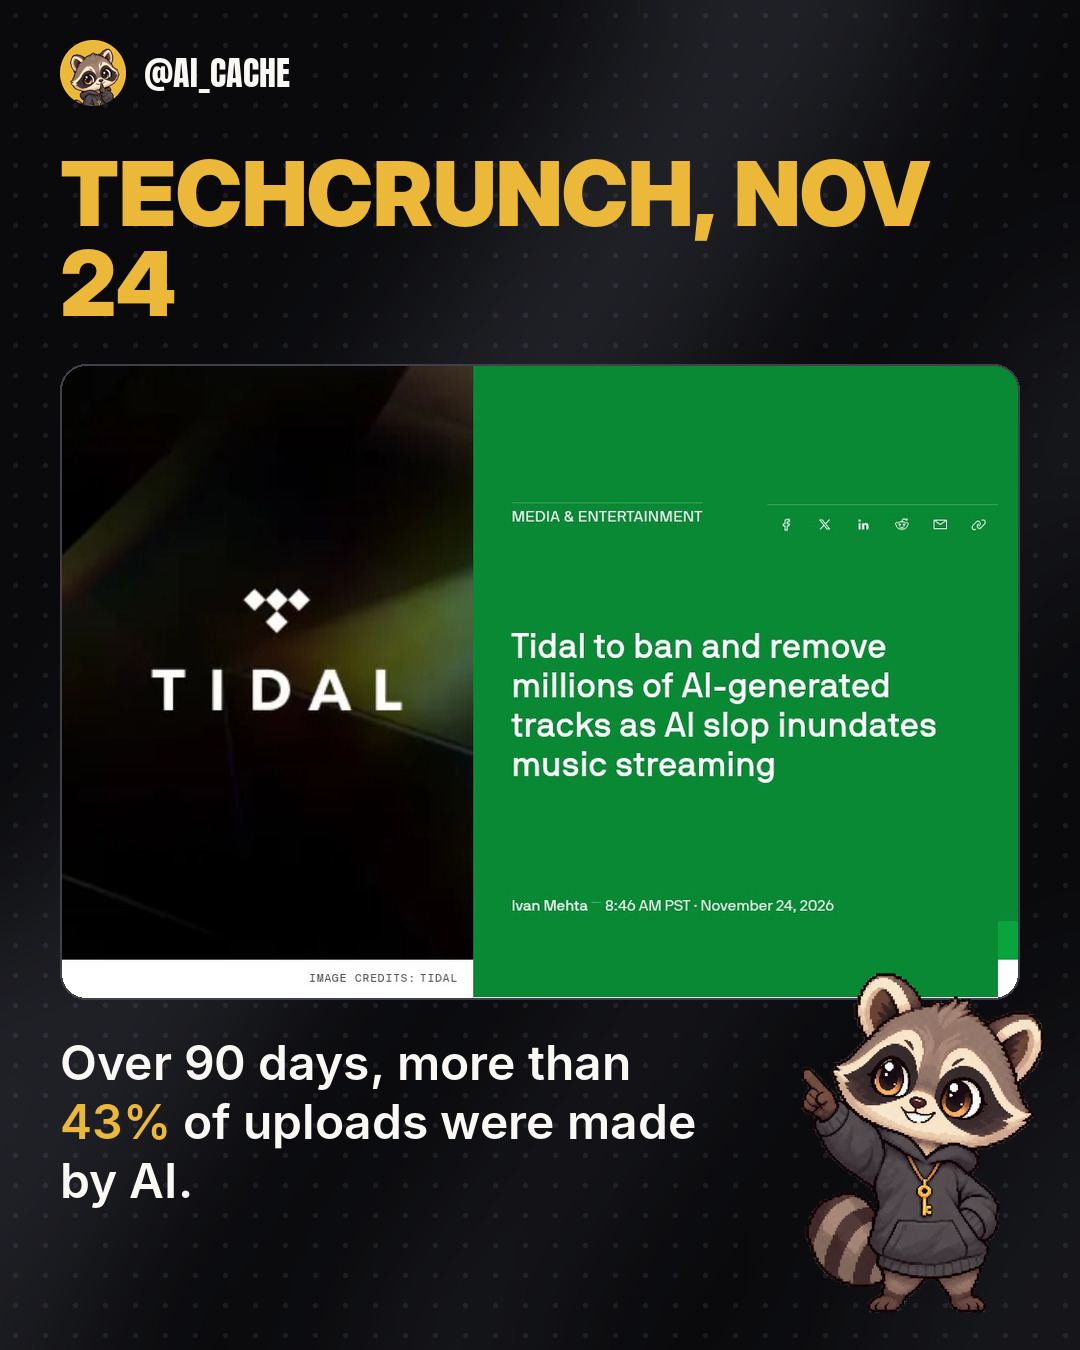 @AI_CACHE
TECHCRUNCH, NOV
24
TIDAL
IMAGE CREDITS: TIDAL
MEDIA & ENTERTAINMENT
Tidal to ban and remove
millions of AI-generated
tracks as AI slop inundates
music streaming
Ivan Mehta — 8:46 AM PST · November 24, 2026
Over 90 days, more than
43% of uploads were made
by AI.